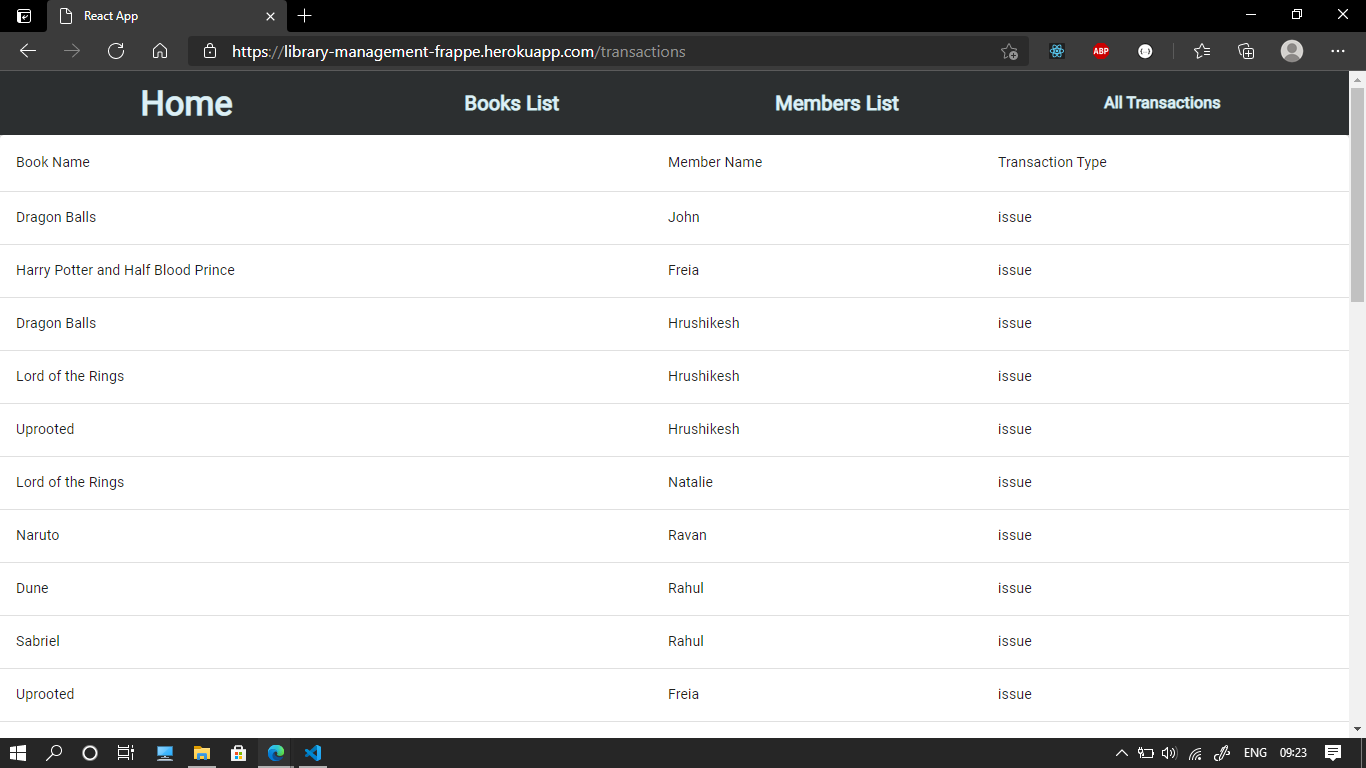 React App
https://library-management-frappe.herokuapp.com/transactions
ABP
Home Books List Members List All Transactions
Book Name Member Name Transaction Type
Dragon Balls John issue
Harry Potter and Half Blood Prince Freia issue
Dragon Balls Hrushikesh issue
Lord of the Rings Hrushikesh issue
Uprooted Hrushikesh issue
Lord of the Rings Natalie issue
Naruto Ravan issue
Dune Rahul issue
Sabriel Rahul issue
Uprooted Freia issue
ENG 09:23